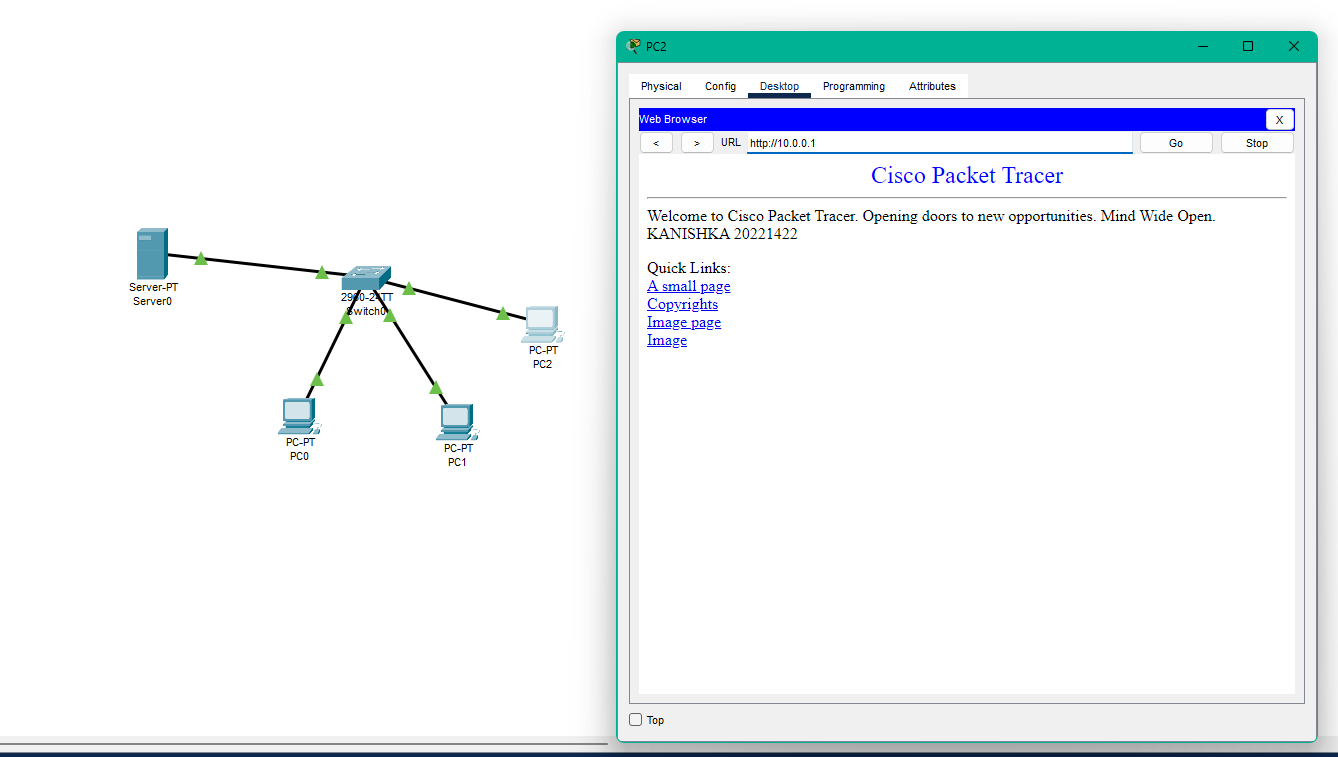 PC2
Physical Config Desktop Programming Attributes
Web Browser
X
< > URL http://10.0.0.1 Go Stop
Cisco Packet Tracer
Welcome to Cisco Packet Tracer. Opening doors to new opportunities. Mind Wide Open.
KANISHKA 20221422
Quick Links:
A small page
Copyrights
Image page
Image
Top
Server-PT
Server0
2960-24TT
Switch0
PC-PT
PC2
PC-PT
PC0
PC-PT
PC1